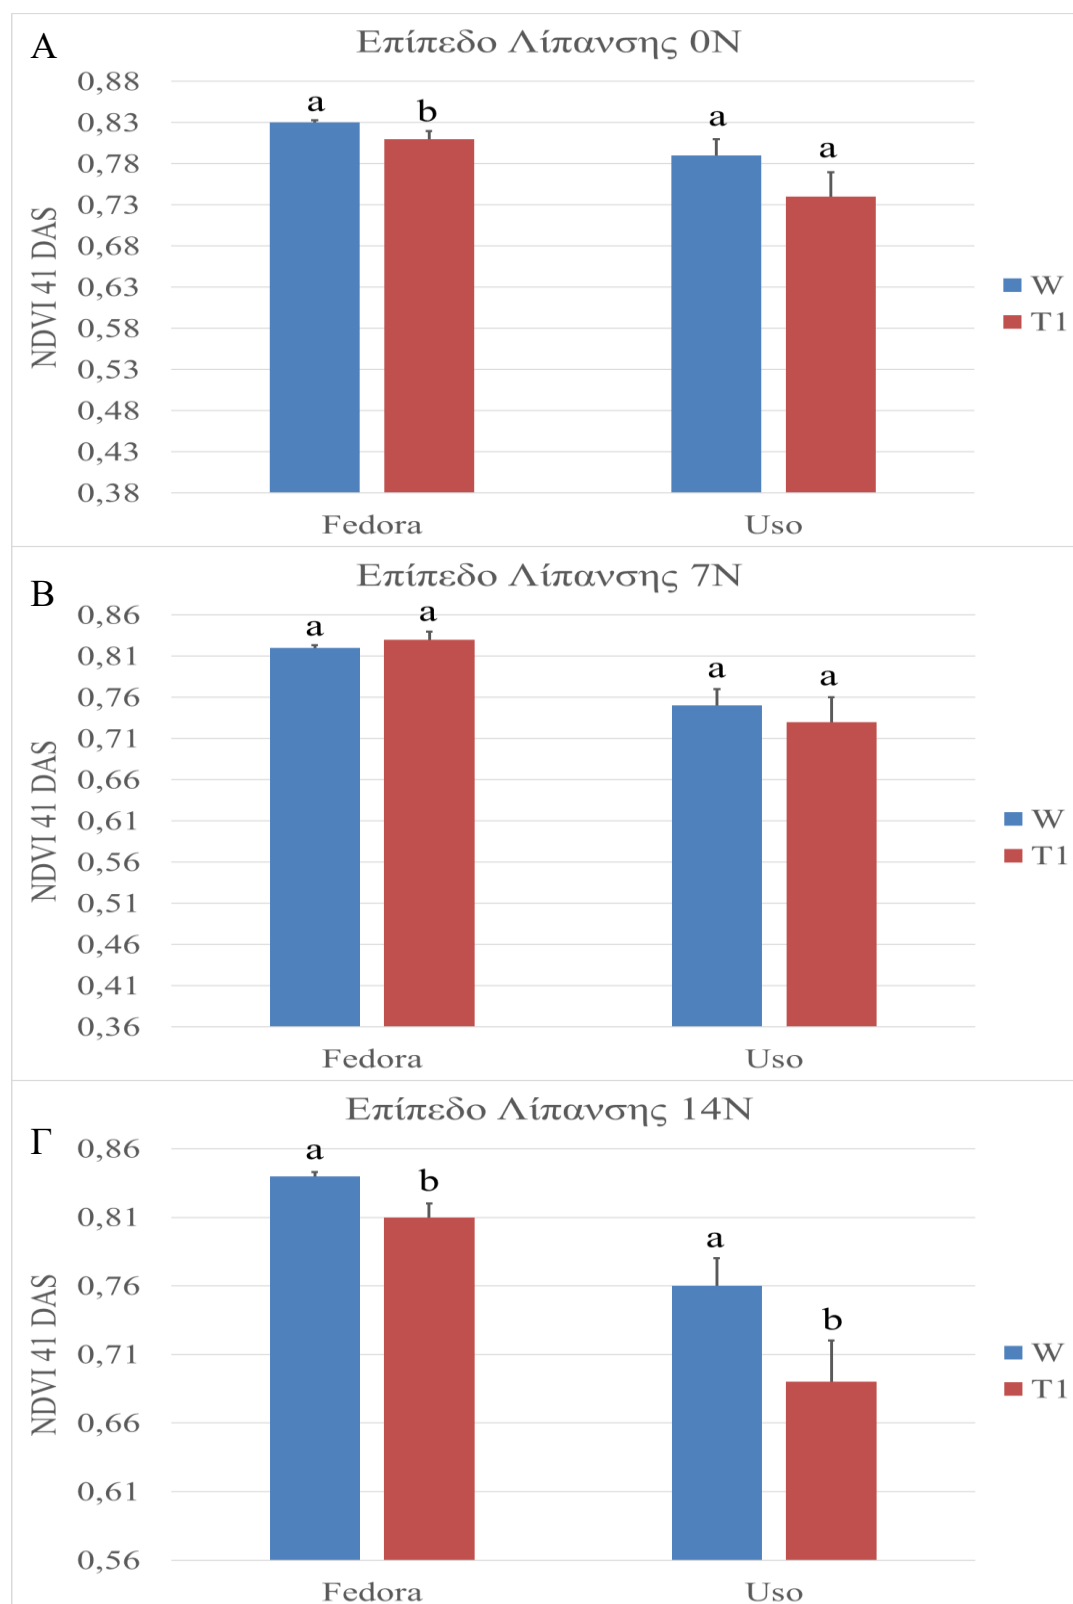 A
Επίπεδο Λίπανσης 0N
0,88
0,83
0,78
0,73
0,68
0,63
0,58
0,53
0,48
0,43
0,38
NDVI 41 DAS
a
b
a
a
Fedora
Uso
W
T1
B
Επίπεδο Λίπανσης 7N
0,86
0,81
0,76
0,71
0,66
0,61
0,56
0,51
0,46
0,41
0,36
NDVI 41 DAS
a
a
a
a
Fedora
Uso
W
T1
Γ
Επίπεδο Λίπανσης 14N
0,86
0,81
0,76
0,71
0,66
0,61
0,56
NDVI 41 DAS
a
b
a
b
Fedora
Uso
W
T1